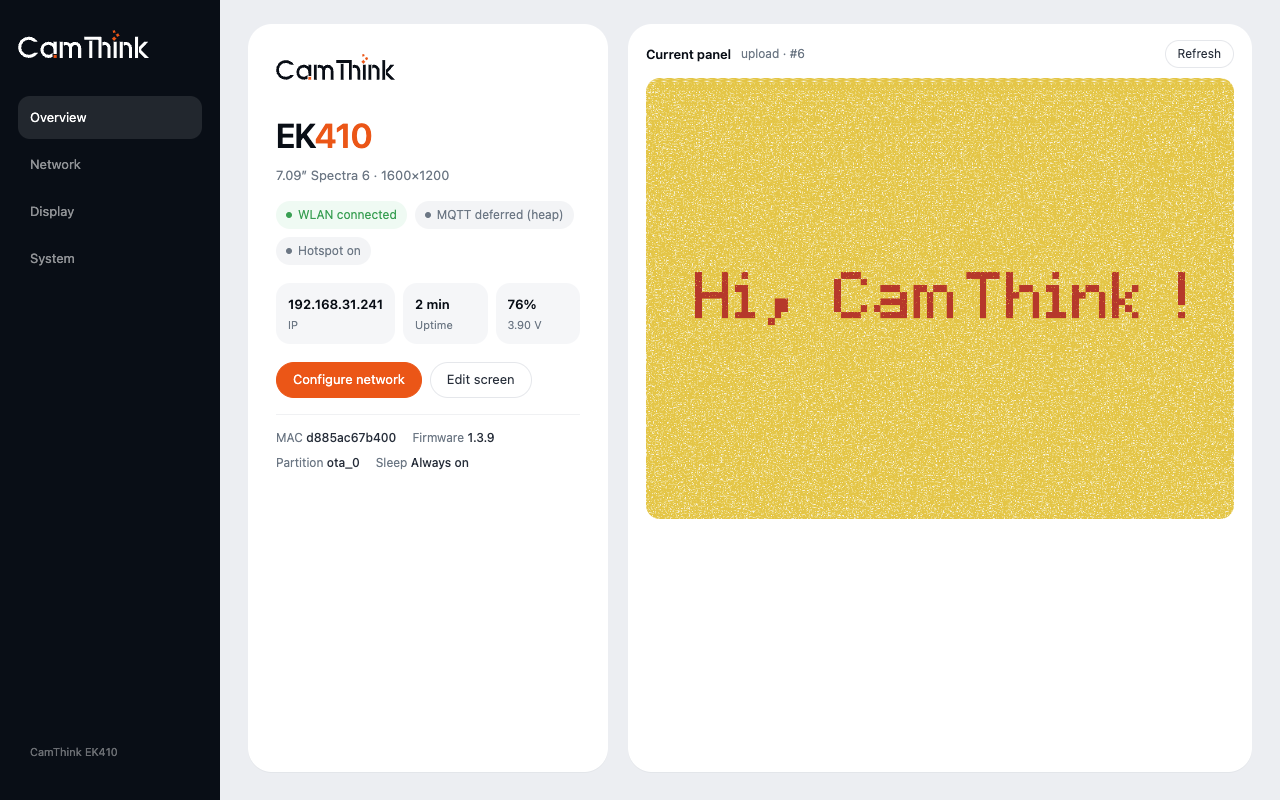 CamThink
Overview
Network
Display
System
CamThink EK410
CamThink
EK410
7.09″ Spectra 6 · 1600×1200
WLAN connected
MQTT deferred (heap)
Hotspot on
192.168.31.241
IP
2 min
Uptime
76%
3.90 V
Configure network
Edit screen
MAC d885ac67b400 Firmware 1.3.9
Partition ota_0 Sleep Always on
Current panel upload · #6
Refresh
Hi, CamThink !